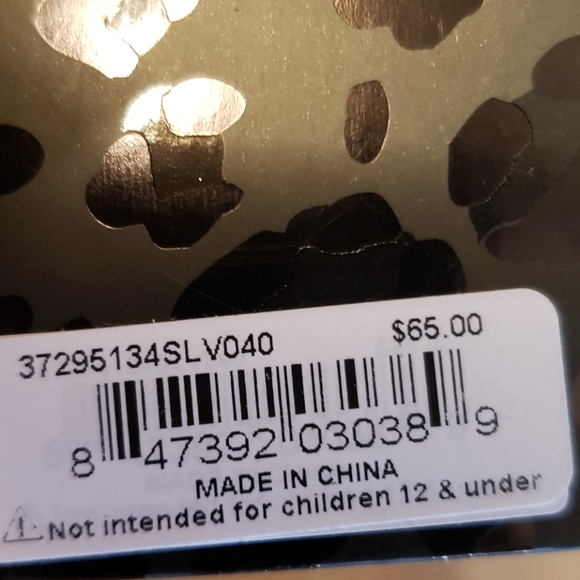 37295134SLV040 $65.00
8 47392 03038 9
MADE IN CHINA
Not intended for children 12 & under